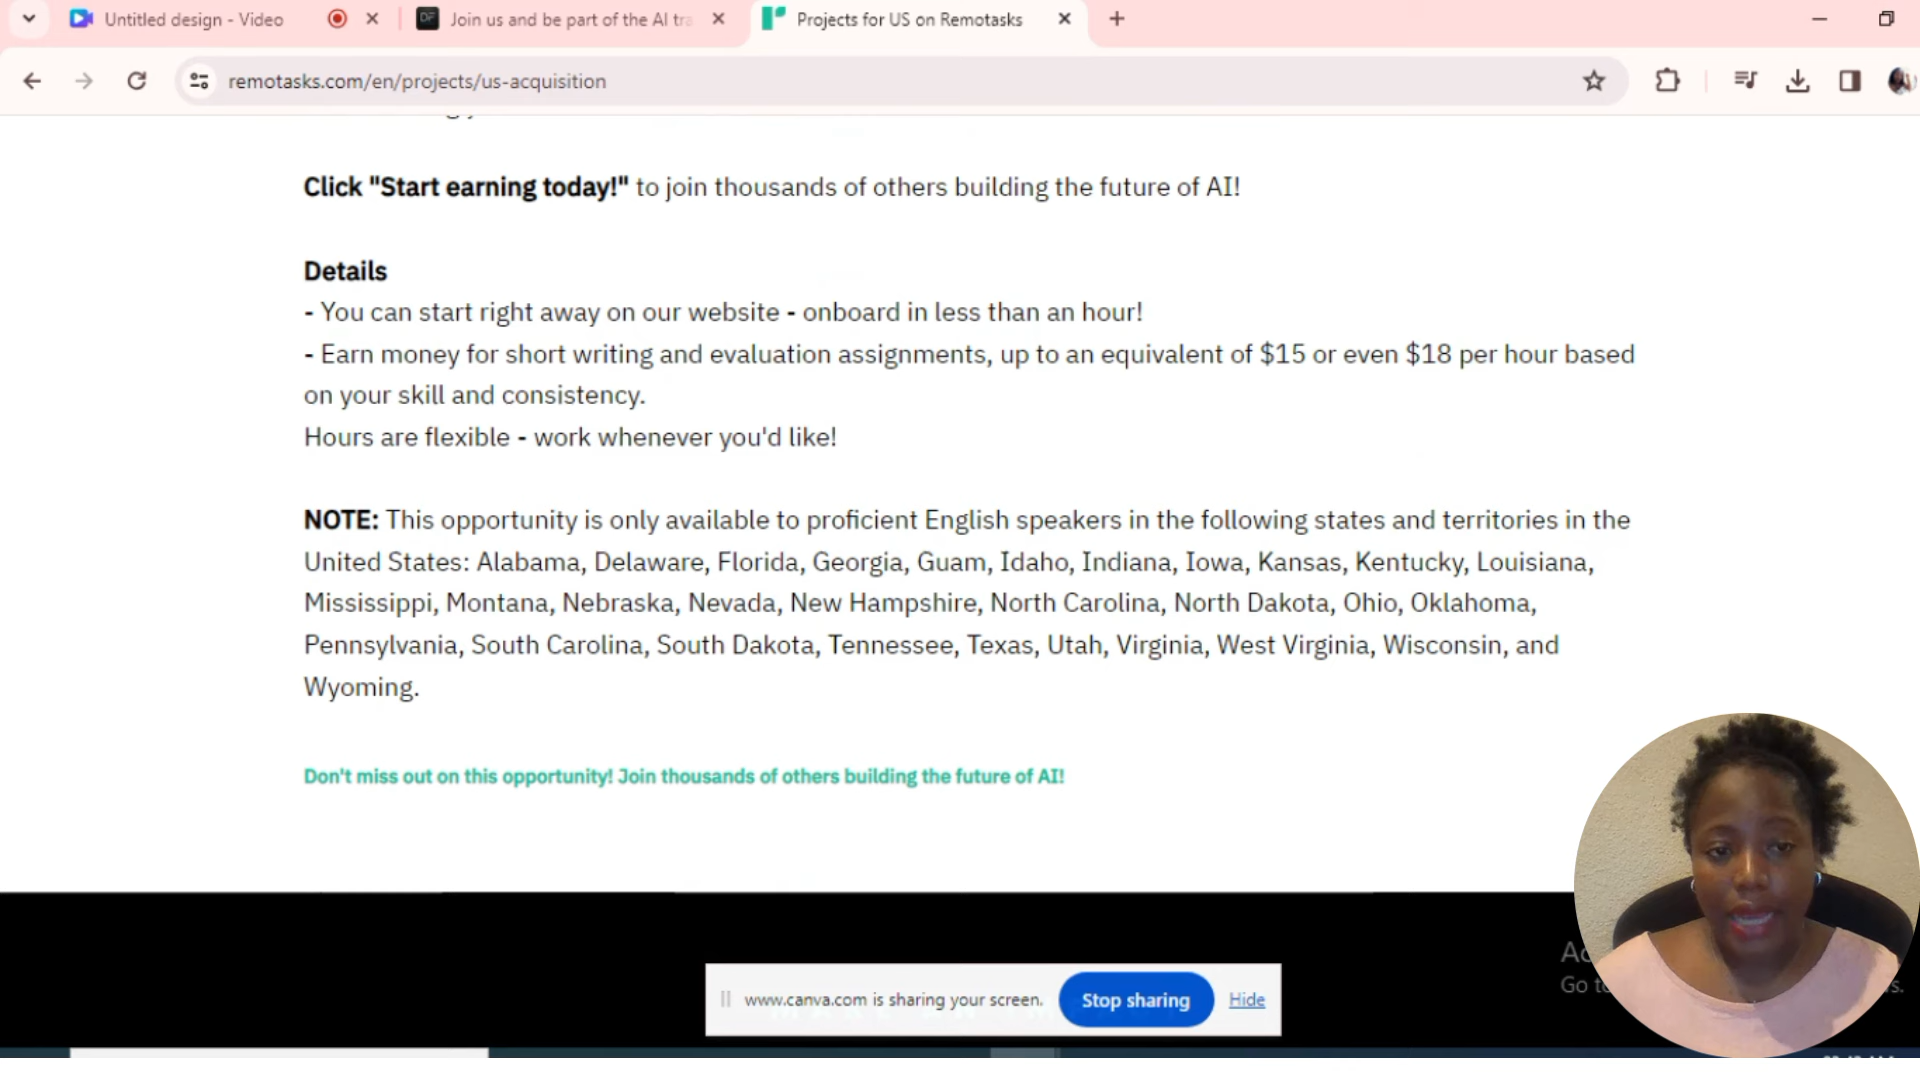 Untitled design - Video
Join us and be part of the AI tra
Projects for US on Remotasks
remotasks.com/en/projects/us-acquisition
Click "Start earning today!" to join thousands of others building the future of AI!
Details
- You can start right away on our website - onboard in less than an hour!
- Earn money for short writing and evaluation assignments, up to an equivalent of $15 or even $18 per hour based
on your skill and consistency.
Hours are flexible - work whenever you'd like!
NOTE: This opportunity is only available to proficient English speakers in the following states and territories in the
United States: Alabama, Delaware, Florida, Georgia, Guam, Idaho, Indiana, Iowa, Kansas, Kentucky, Louisiana,
Mississippi, Montana, Nebraska, Nevada, New Hampshire, North Carolina, North Dakota, Ohio, Oklahoma,
Pennsylvania, South Carolina, South Dakota, Tennessee, Texas, Utah, Virginia, West Virginia, Wisconsin, and
Wyoming.
Don't miss out on this opportunity! Join thousands of others building the future of AI!
www.canva.com is sharing your screen.
Stop sharing
Hide
Go